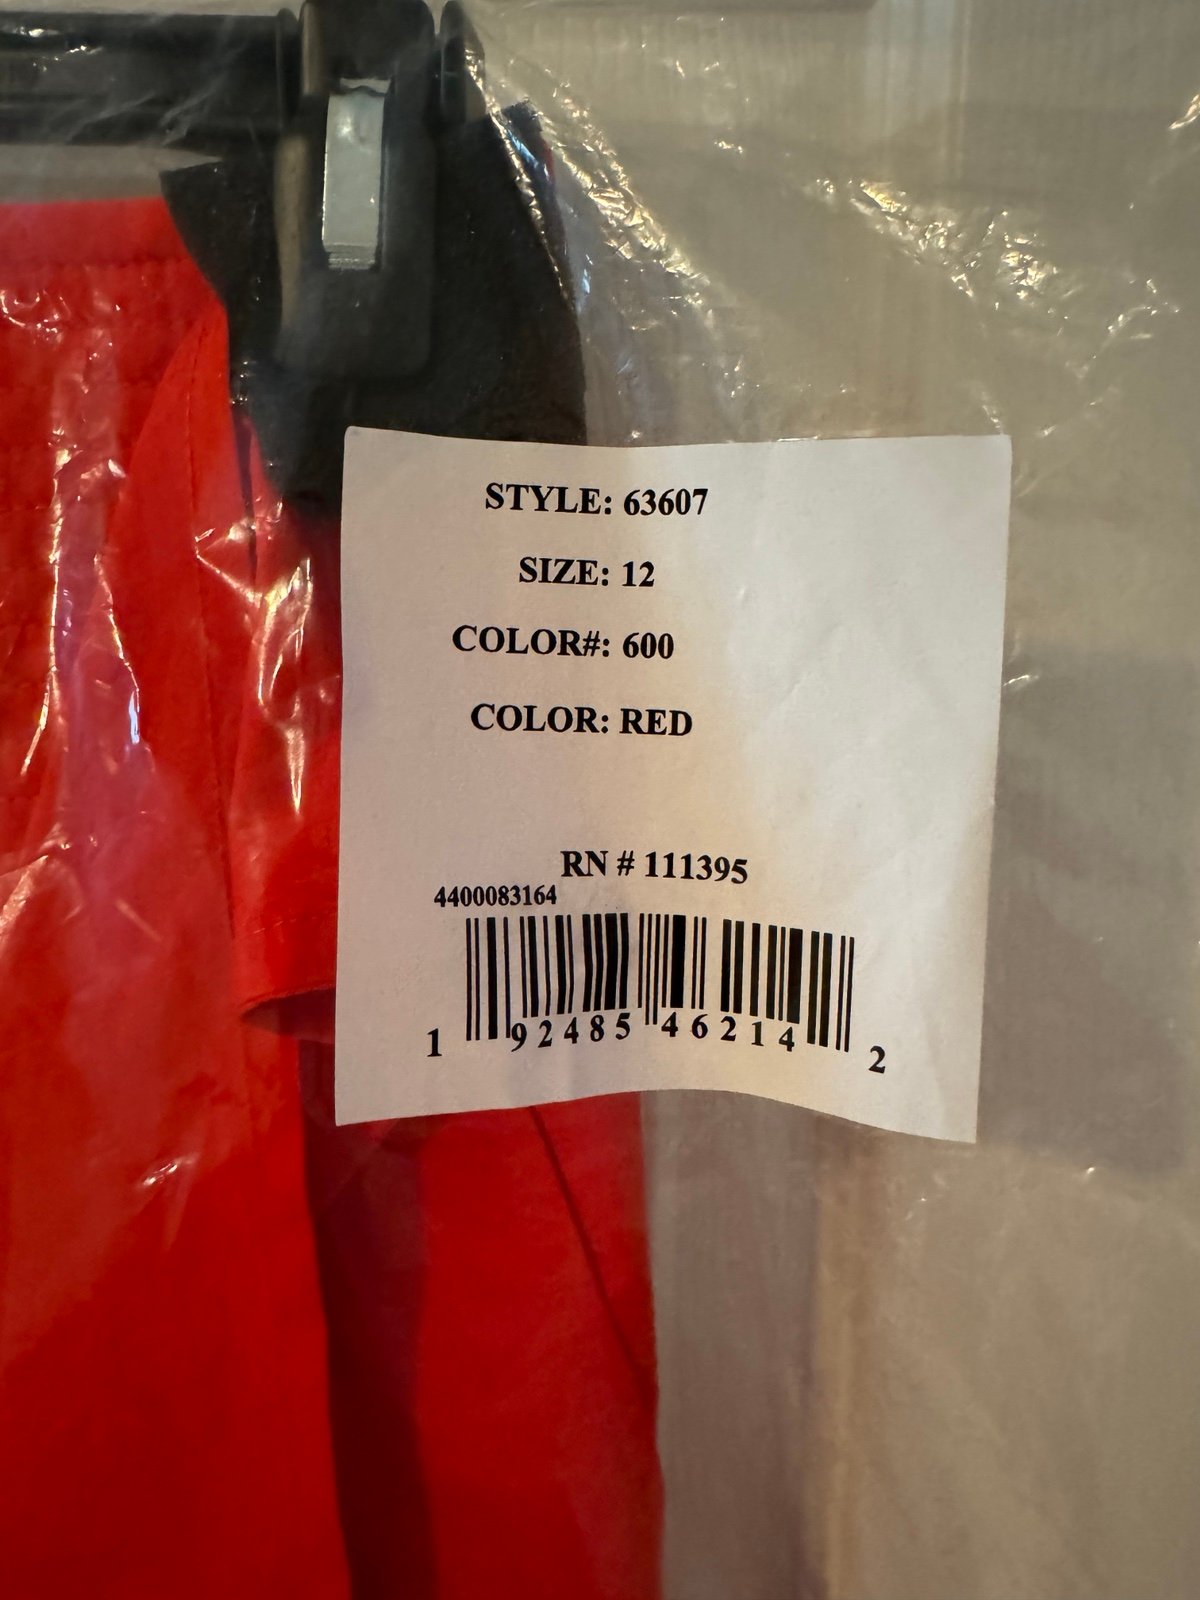 STYLE: 63607
SIZE: 12
COLOR#: 600
COLOR: RED
RN # 111395
4400083164
1 92485 46214 2